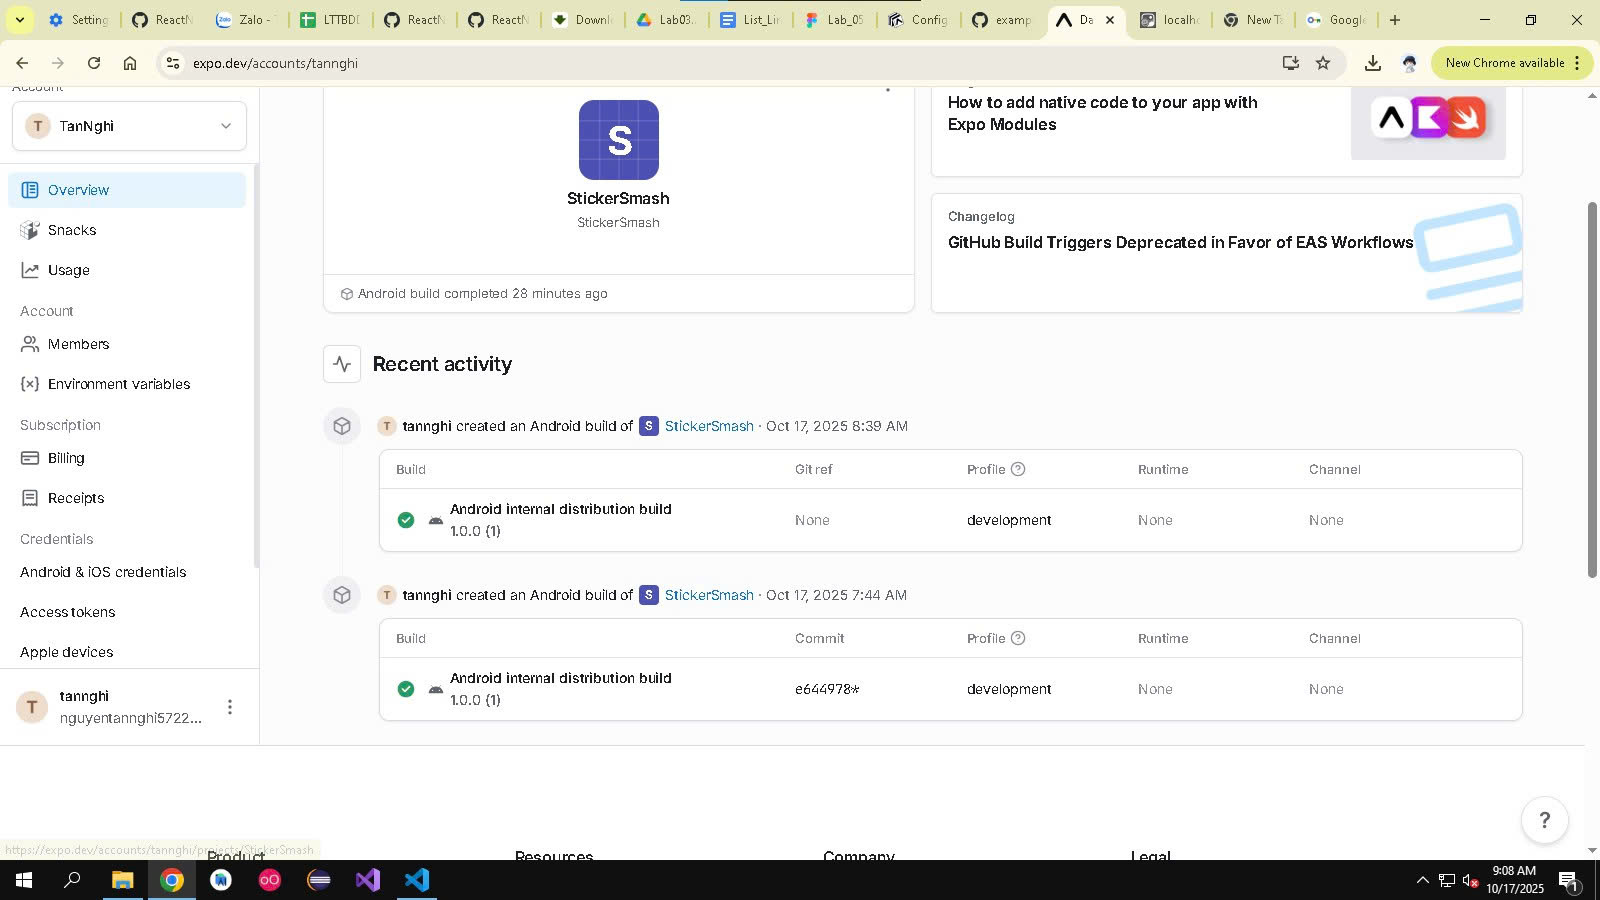 Setting
ReactN
Zalo
Zalo -
LTTBDD
ReactN
ReactN
Downl
Lab03.
List_Lin
Lab_05
Config
examp
Da
localho
New Ta
Google
expo.dev/accounts/tannghi
New Chrome available
Account
T TanNghi
Overview
Snacks
Usage
Account
Members
Environment variables
Subscription
Billing
Receipts
Credentials
Android & iOS credentials
Access tokens
Apple devices
T tannghi
nguyentannghi5722...
S
StickerSmash
StickerSmash
Android build completed 28 minutes ago
How to add native code to your app with
Expo Modules
Changelog
GitHub Build Triggers Deprecated in Favor of EAS Workflows
Recent activity
T tannghi created an Android build of S StickerSmash · Oct 17, 2025 8:39 AM
Build Git ref Profile ? Runtime Channel
Android internal distribution build None development None None
1.0.0 (1)
T tannghi created an Android build of S StickerSmash · Oct 17, 2025 7:44 AM
Build Commit Profile ? Runtime Channel
Android internal distribution build e644978* development None None
1.0.0 (1)
?
https://expo.dev/accounts/tannghi/projects/StickerSmash
Product Resources Company Legal
9:08 AM
10/17/2025
1